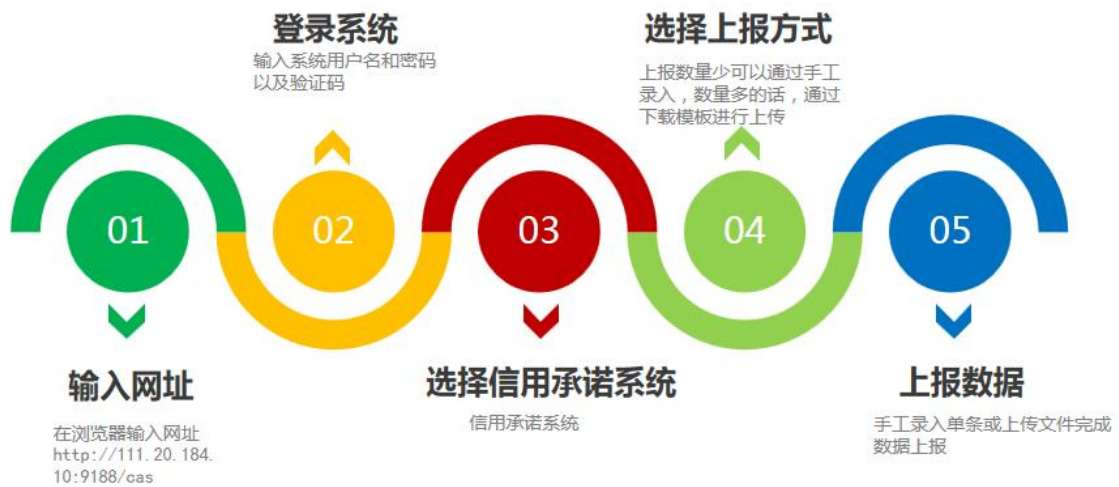 01
输入网址
在浏览器输入网址
http://111.20.184.
10:9188/cas
02
登录系统
输入系统用户名和密码
以及验证码
03
选择信用承诺系统
信用承诺系统
04
选择上报方式
上报数量少可以通过手工
录入，数量多的话，通过
下载模板进行上传
05
上报数据
手工录入单条或上传文件完成
数据上报